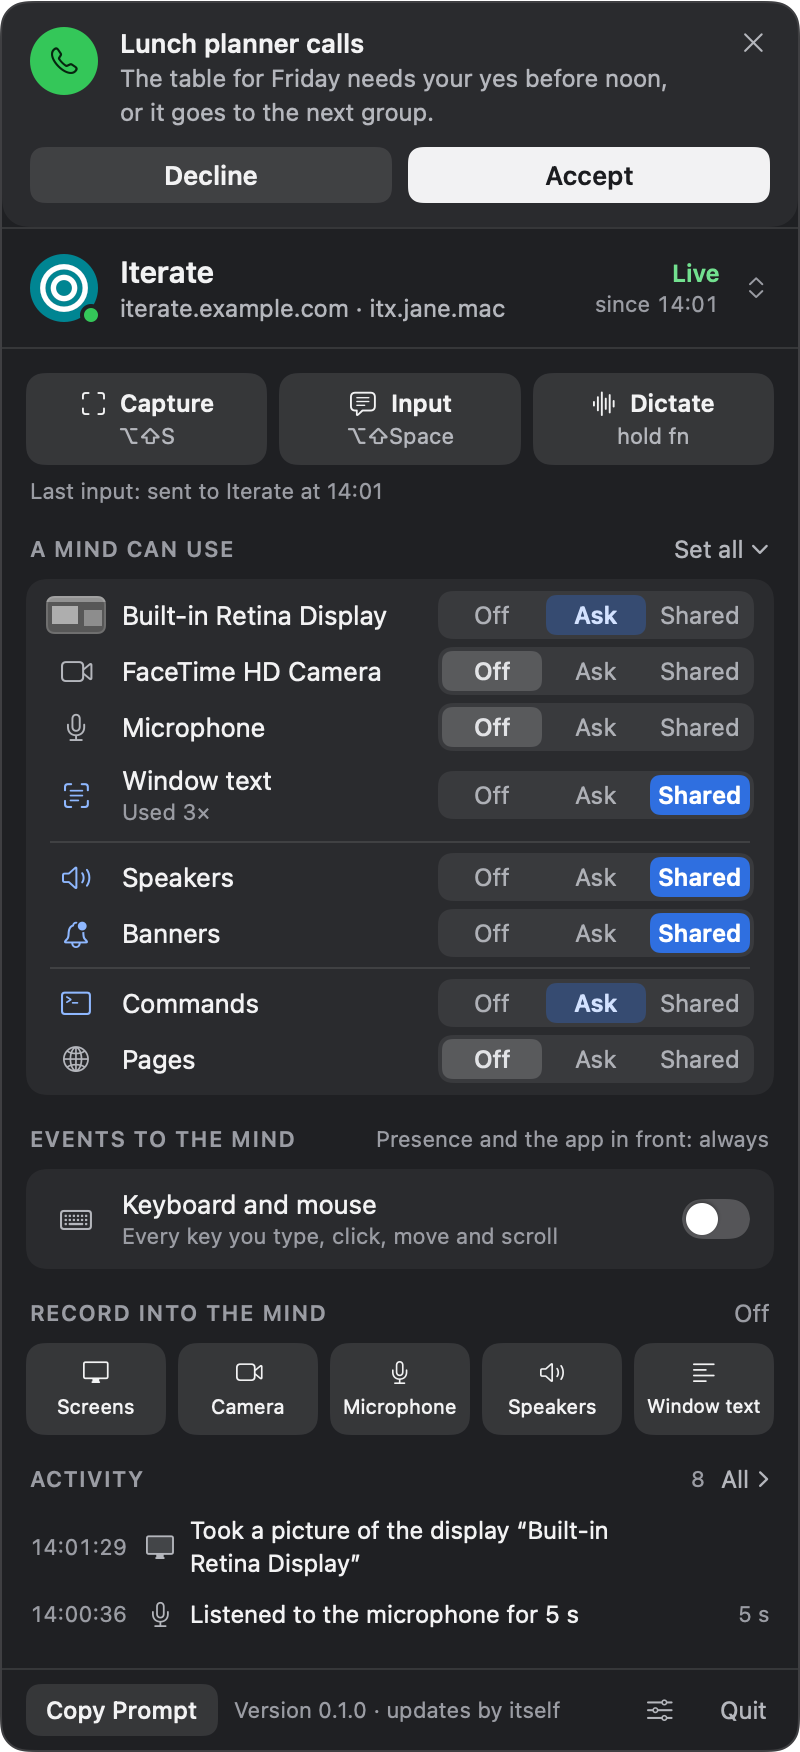 Lunch planner calls
The table for Friday needs your yes before noon,
or it goes to the next group.
Decline
Accept
Iterate
iterate.example.com · itx.jane.mac
Live
since 14:01
Capture
⌥⇧S
Input
⌥⇧Space
Dictate
hold fn
Last input: sent to Iterate at 14:01
A MIND CAN USE
Set all
Built-in Retina Display
Off Ask Shared
FaceTime HD Camera
Off Ask Shared
Microphone
Off Ask Shared
Window text
Used 3×
Off Ask Shared
Speakers
Off Ask Shared
Banners
Off Ask Shared
Commands
Off Ask Shared
Pages
Off Ask Shared
EVENTS TO THE MIND
Presence and the app in front: always
Keyboard and mouse
Every key you type, click, move and scroll
RECORD INTO THE MIND
Off
Screens
Camera
Microphone
Speakers
Window text
ACTIVITY
8 All
14:01:29
Took a picture of the display “Built-in
Retina Display”
14:00:36
Listened to the microphone for 5 s
5 s
Copy Prompt
Version 0.1.0 · updates by itself
Quit